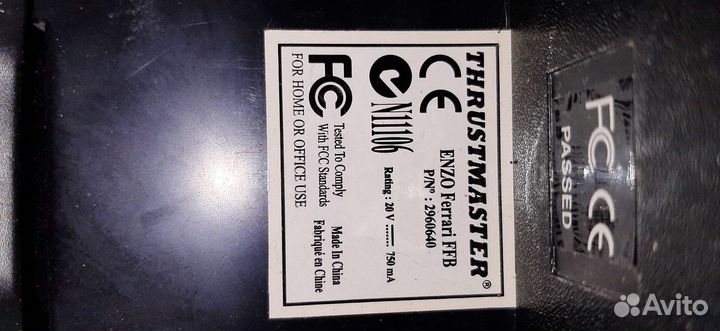 THRUSTMASTER®
ENZO Ferrari FFB
P/N° : 2960640
CE
N11106
Rating : 20 V 750 mA
FC
Tested To Comply
With FCC Standards
Made In China
Fabriqué en Chine
FOR HOME OR OFFICE USE
FC CE
PASSED
Avito